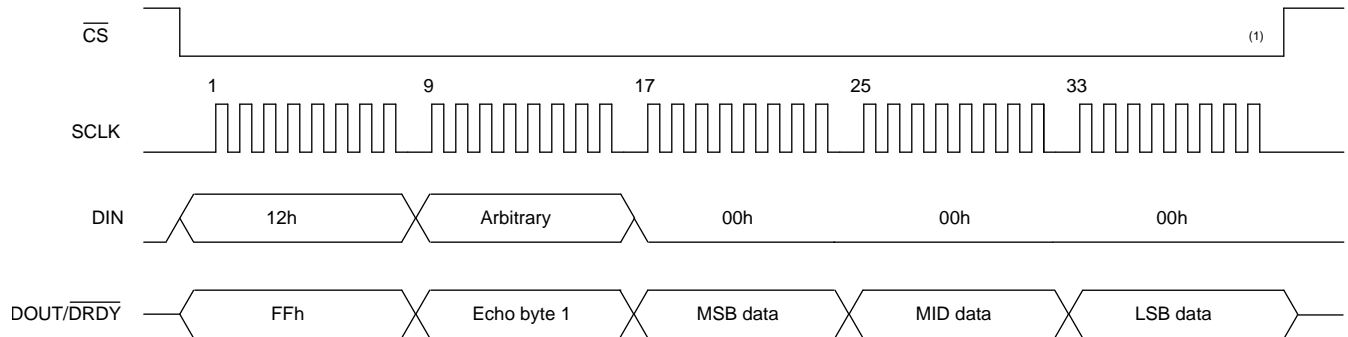 CS
(1)
1 9 17 25 33
SCLK
DIN 12h Arbitrary 00h 00h 00h
DOUT/DRDY FFh Echo byte 1 MSB data MID data LSB data